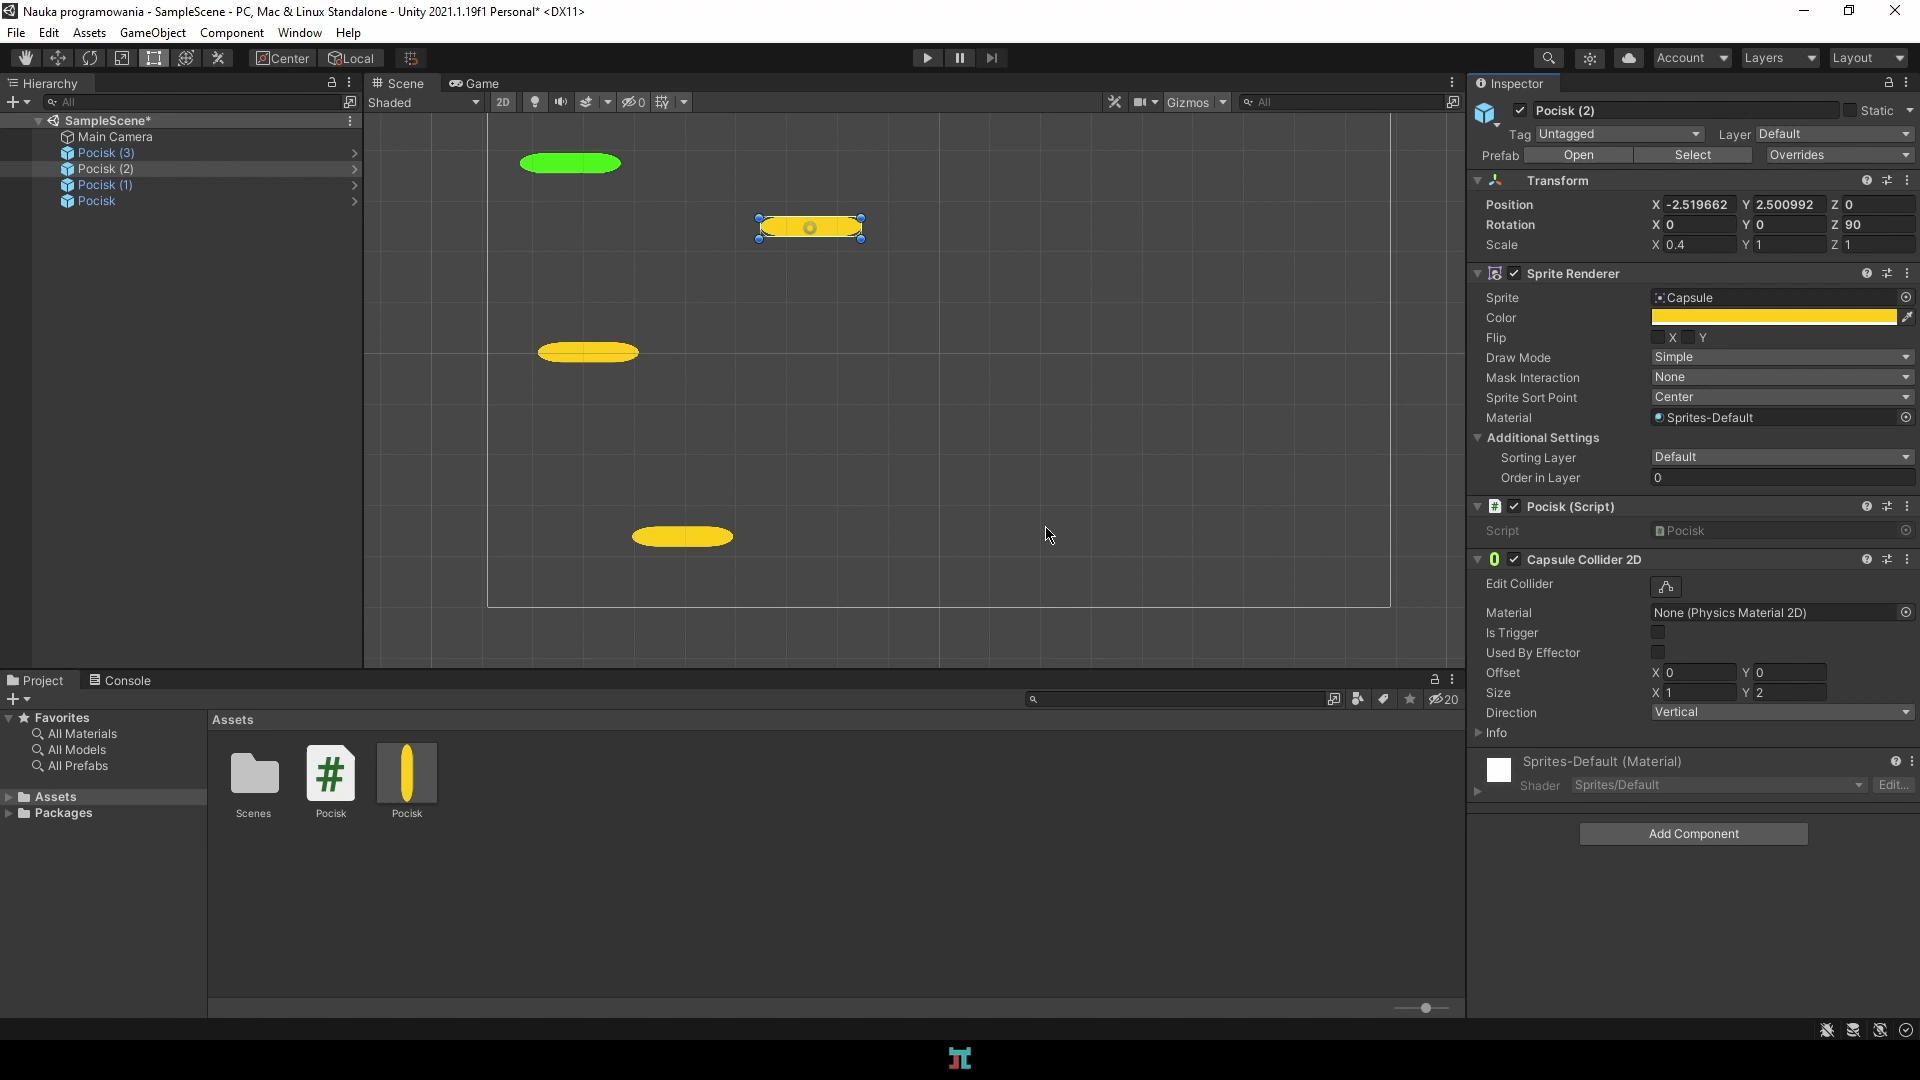 Nauka programowania - SampleScene - PC, Mac & Linux Standalone - Unity 2021.1.19f1 Personal* <DX11>
File Edit Assets GameObject Component Window Help
Center Local Account Layers Layout
Hierarchy
All
SampleScene*
Main Camera
Pocisk (3)
Pocisk (2)
Pocisk (1)
Pocisk
Scene Game
Shaded 2D 0 Gizmos All
Inspector
Pocisk (2) Static
Tag Untagged Layer Default
Prefab Open Select Overrides
Transform
Position X -2.519662 Y 2.500992 Z 0
Rotation X 0 Y 0 Z 90
Scale X 0.4 Y 1 Z 1
Sprite Renderer
Sprite Capsule
Color
Flip X Y
Draw Mode Simple
Mask Interaction None
Sprite Sort Point Center
Material Sprites-Default
Additional Settings
Sorting Layer Default
Order in Layer 0
Pocisk (Script)
Script Pocisk
Capsule Collider 2D
Edit Collider
Material None (Physics Material 2D)
Is Trigger
Used By Effector
Offset X 0 Y 0
Size X 1 Y 2
Direction Vertical
Info
Sprites-Default (Material)
Shader Sprites/Default Edit...
Add Component
Project Console
20
Favorites
All Materials
All Models
All Prefabs
Assets
Packages
Assets
Scenes Pocisk Pocisk